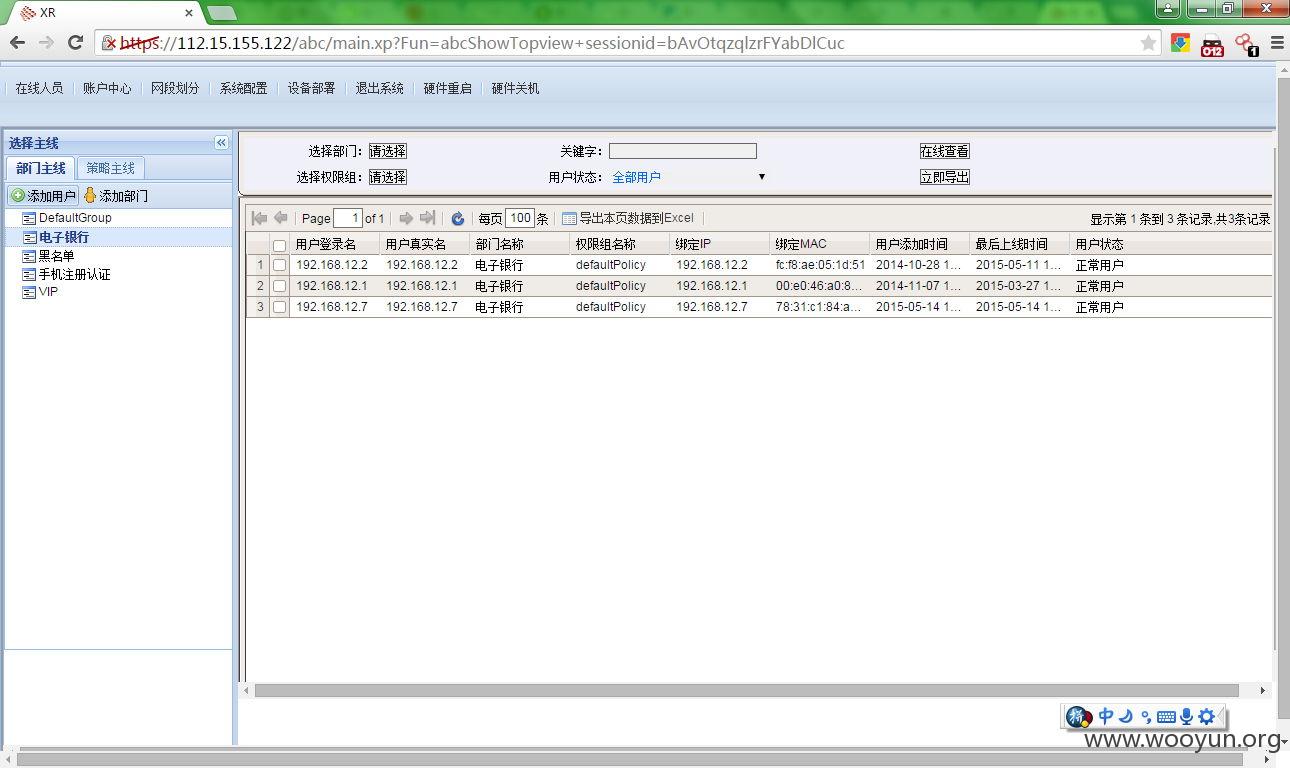 XR
https://112.15.155.122/abc/main.xp?Fun=abcShowTopview+sessionid=bAvOtqzqlzrFYabDlCuc
012
1
在线人员 账户中心 网段划分 系统配置 设备部署 退出系统 硬件重启 硬件关机
选择主线
部门主线 策略主线
添加用户 添加部门
DefaultGroup
电子银行
黑名单
手机注册认证
VIP
选择部门: 请选择 关键字: 在线查看
选择权限组: 请选择 用户状态: 全部用户 立即导出
Page 1 of 1 每页 100 条 导出本页数据到Excel 显示第 1 条到 3 条记录,共3条记录
用户登录名 用户真实名 部门名称 权限组名称 绑定IP 绑定MAC 用户添加时间 最后上线时间 用户状态
1 192.168.12.2 192.168.12.2 电子银行 defaultPolicy 192.168.12.2 fc:f8:ae:05:1d:51 2014-10-28 1... 2015-05-11 1... 正常用户
2 192.168.12.1 192.168.12.1 电子银行 defaultPolicy 192.168.12.1 00:e0:46:a0:8... 2014-11-07 1... 2015-03-27 1... 正常用户
3 192.168.12.7 192.168.12.7 电子银行 defaultPolicy 192.168.12.7 78:31:c1:84:a... 2015-05-14 1... 2015-05-14 1... 正常用户
拼 中
www.wooyun.org